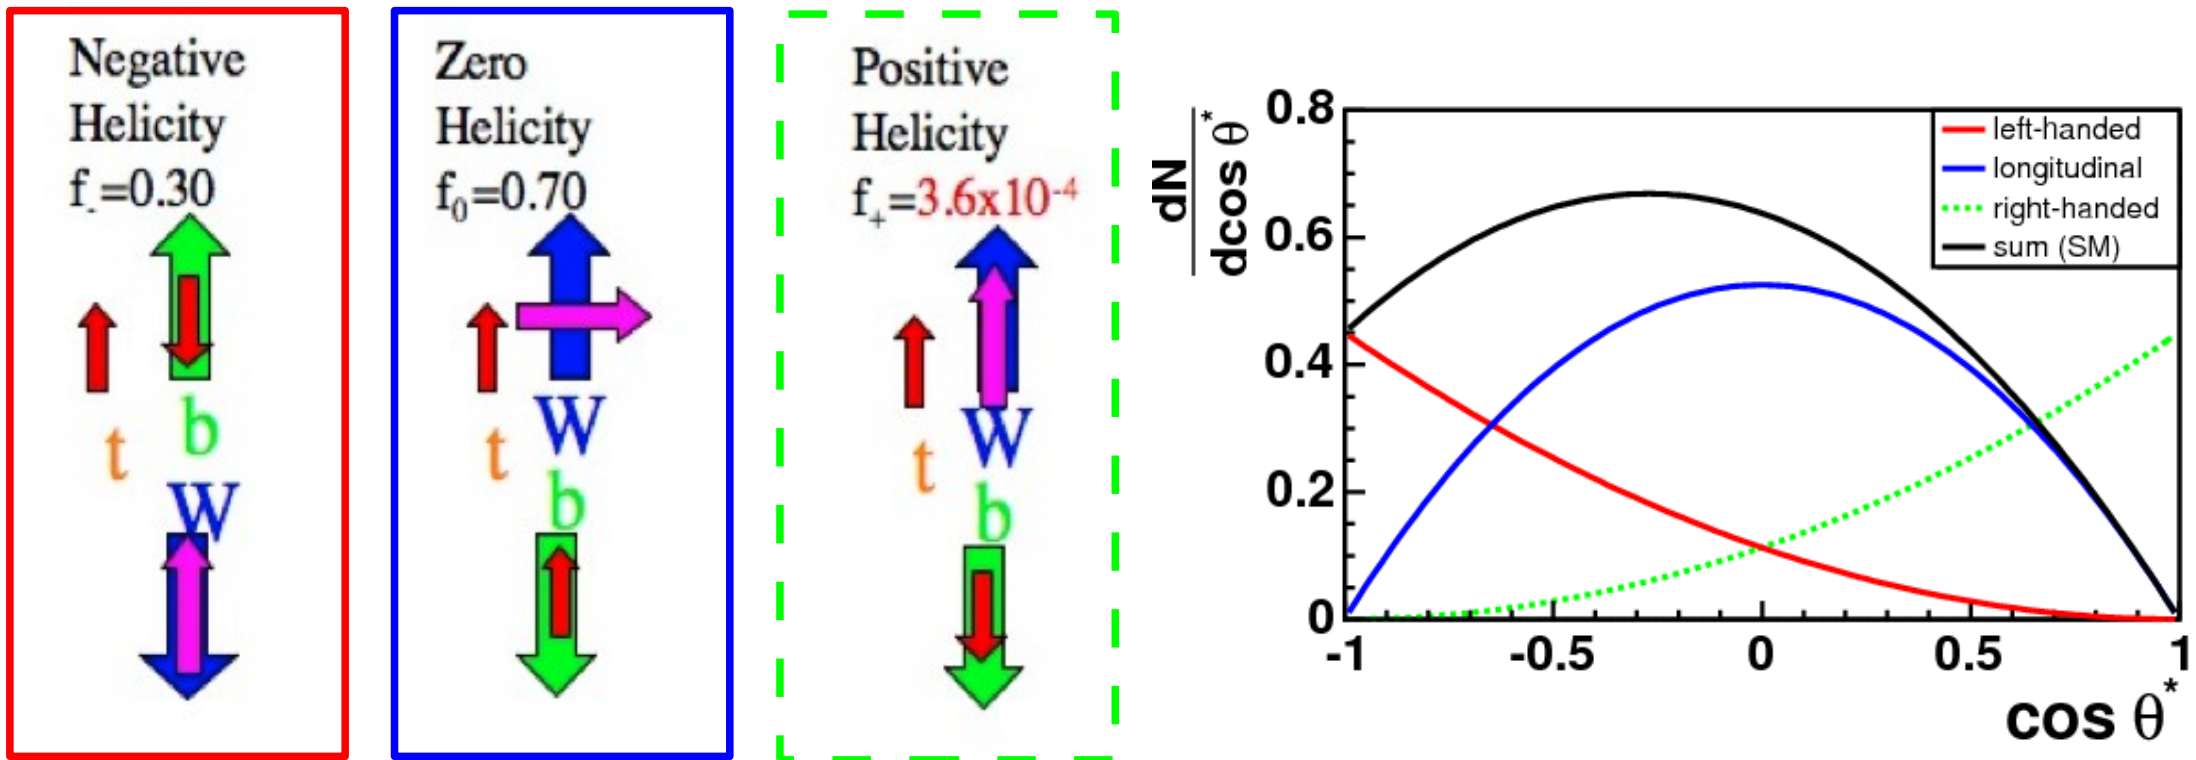 Negative
Helicity
f₋=0.30
b
t
W
Zero
Helicity
f₀=0.70
W
t
b
Positive
Helicity
f₊=3.6x10⁻⁴
W
t
b
dN
dcos θ*
0.8
0.6
0.4
0.2
0
-1
-0.5
0
0.5
1
cos θ*
left-handed
longitudinal
right-handed
sum (SM)